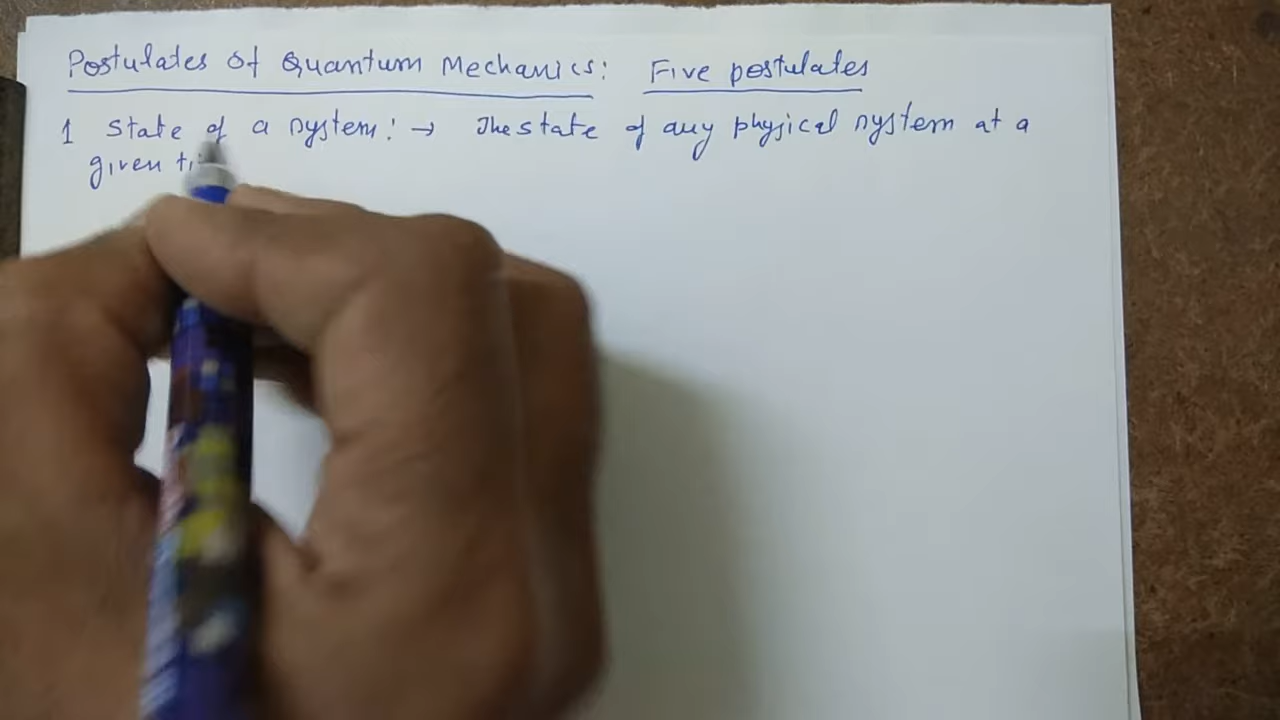 Postulates of Quantum Mechanics: Five postulates
1 State of a system: → The state of any physical system at a
given